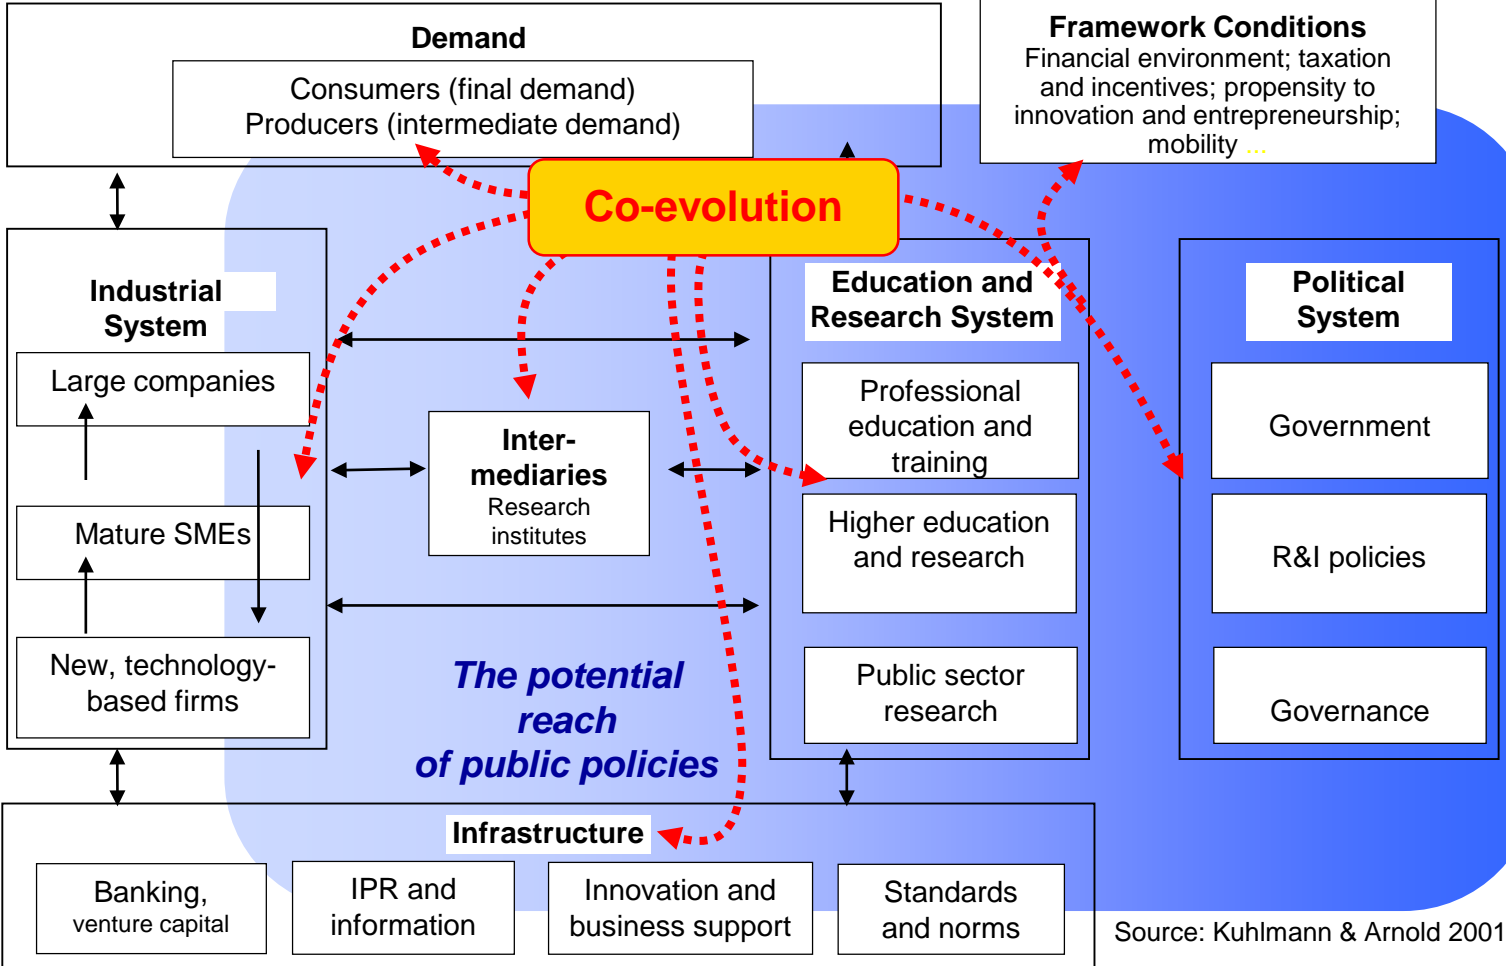 Demand
Consumers (final demand)
Producers (intermediate demand)
Framework Conditions
Financial environment; taxation
and incentives; propensity to
innovation and entrepreneurship;
mobility ...
Co-evolution
Industrial
System
Large companies
Mature SMEs
New, technology-
based firms
Inter-
mediaries
Research
institutes
The potential
reach
of public policies
Education and
Research System
Professional
education and
training
Higher education
and research
Public sector
research
Political
System
Government
R&I policies
Governance
Infrastructure
Banking,
venture capital
IPR and
information
Innovation and
business support
Standards
and norms
Source: Kuhlmann & Arnold 2001